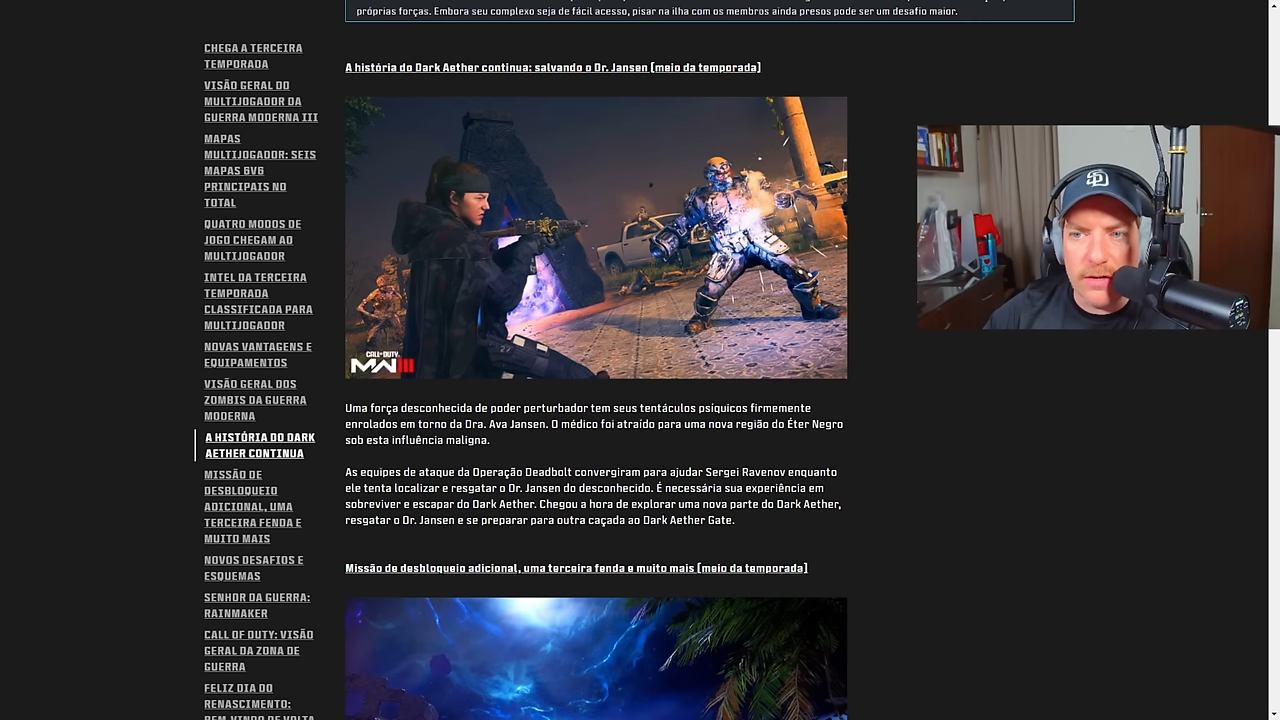 próprias forças. Embora seu complexo seja de fácil acesso, pisar na ilha com os membros ainda presos pode ser um desafio maior.
CHEGA A TERCEIRA
TEMPORADA
VISÃO GERAL DO
MULTIJOGADOR DA
GUERRA MODERNA III
MAPAS
MULTIJOGADOR: SEIS
MAPAS 6V6
PRINCIPAIS NO
TOTAL
QUATRO MODOS DE
JOGO CHEGAM AO
MULTIJOGADOR
INTEL DA TERCEIRA
TEMPORADA
CLASSIFICADA PARA
MULTIJOGADOR
NOVAS VANTAGENS E
EQUIPAMENTOS
VISÃO GERAL DOS
ZOMBIS DA GUERRA
MODERNA
A HISTÓRIA DO DARK
AETHER CONTINUA
MISSÃO DE
DESBLOQUEIO
ADICIONAL, UMA
TERCEIRA FENDA E
MUITO MAIS
NOVOS DESAFIOS E
ESQUEMAS
SENHOR DA GUERRA:
RAINMAKER
CALL OF DUTY: VISÃO
GERAL DA ZONA DE
GUERRA
FELIZ DIA DO
RENASCIMENTO:
BEM-VINDO DE VOLTA
A história do Dark Aether continua: salvando o Dr. Jansen [meio da temporada]
27
CALL OF DUTY
MWIII
SD
Uma força desconhecida de poder perturbador tem seus tentáculos psíquicos firmemente
enrolados em torno da Dra. Ava Jansen. O médico foi atraído para uma nova região do Éter Negro
sob esta influência maligna.
As equipes de ataque da Operação Deadbolt convergiram para ajudar Sergei Ravenov enquanto
ele tenta localizar e resgatar o Dr. Jansen do desconhecido. É necessária sua experiência em
sobreviver e escapar do Dark Aether. Chegou a hora de explorar uma nova parte do Dark Aether,
resgatar o Dr. Jansen e se preparar para outra caçada ao Dark Aether Gate.
Missão de desbloqueio adicional, uma terceira fenda e muito mais [meio da temporada]